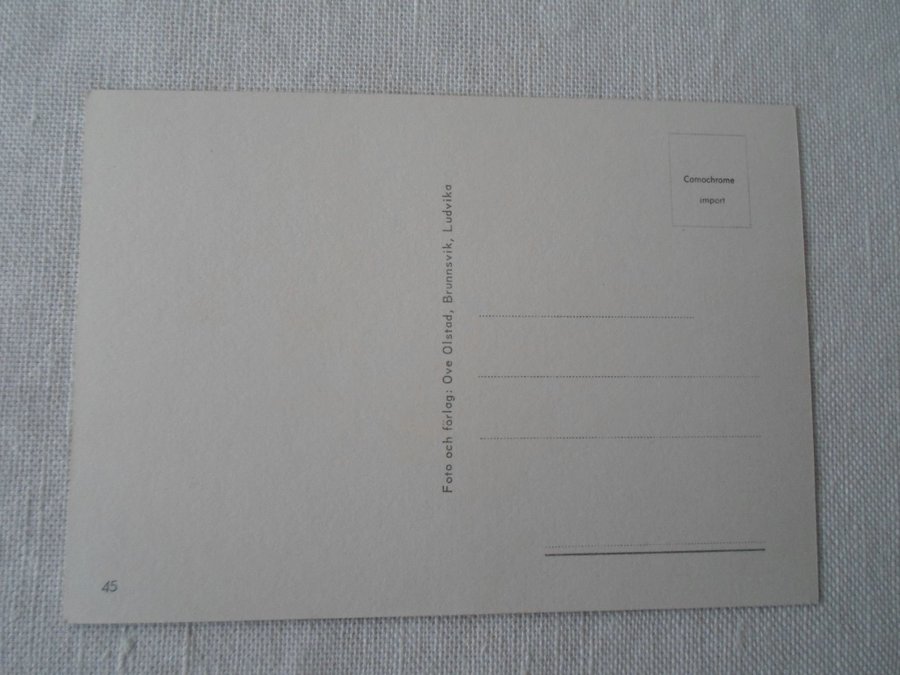 Camochrome
import
Foto och förlag: Ove Olstad, Brunnsvik, Ludvika
45